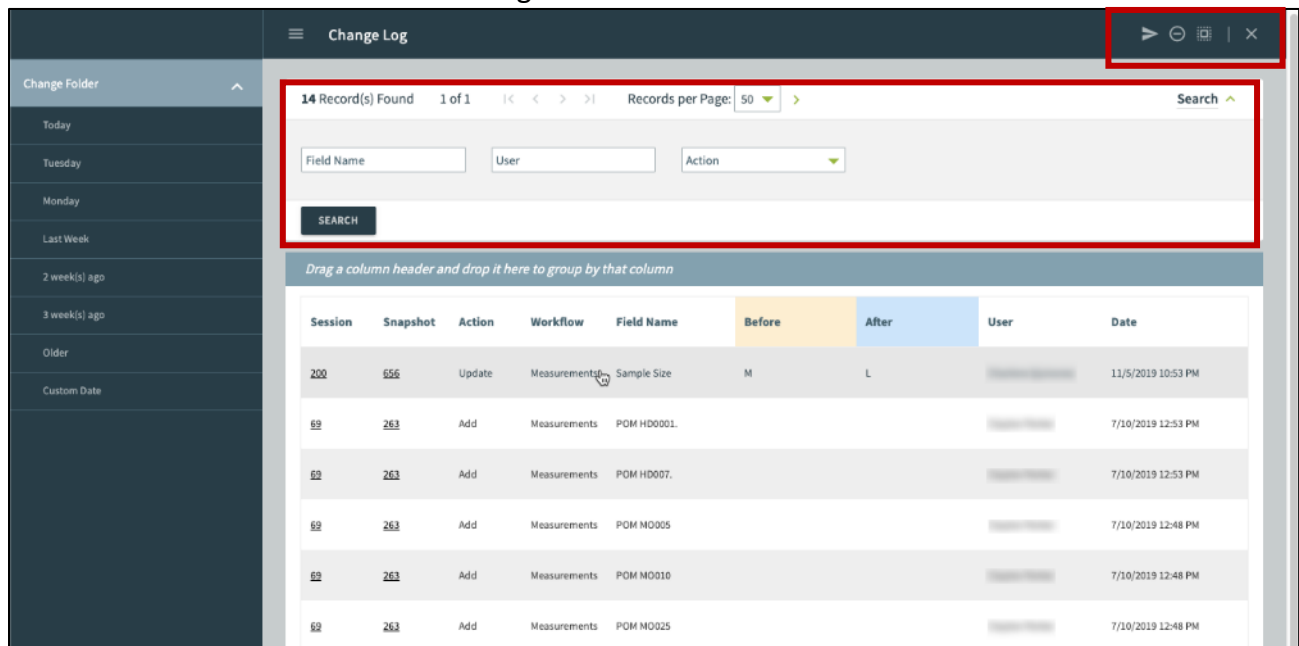 Change Log
Change Folder
Today
Tuesday
Monday
Last Week
2 week(s) ago
3 week(s) ago
Older
Custom Date
14 Record(s) Found 1 of 1 Records per Page: 50 Search
Field Name User Action
SEARCH
Drag a column header and drop it here to group by that column
Session Snapshot Action Workflow Field Name Before After User Date
200 656 Update Measurements Sample Size M L 11/5/2019 10:53 PM
69 263 Add Measurements POM HD0001. 7/10/2019 12:53 PM
69 263 Add Measurements POM HD007. 7/10/2019 12:53 PM
69 263 Add Measurements POM MO005 7/10/2019 12:48 PM
69 263 Add Measurements POM MO010 7/10/2019 12:48 PM
69 263 Add Measurements POM MO025 7/10/2019 12:48 PM